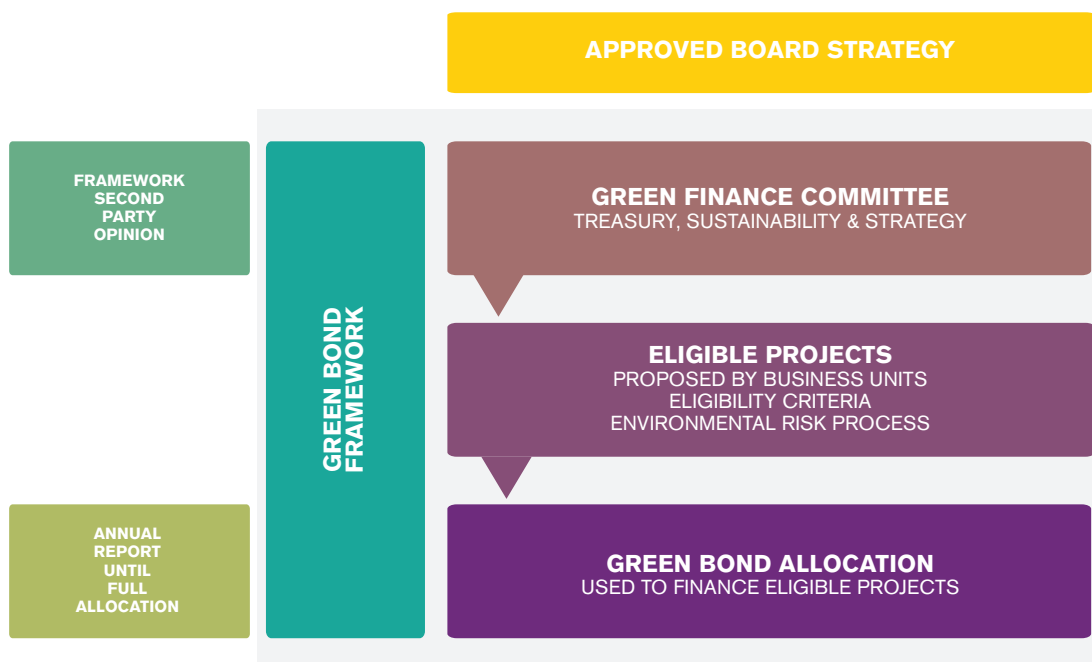 APPROVED BOARD STRATEGY
FRAMEWORK
SECOND
PARTY
OPINION
GREEN BOND
FRAMEWORK
GREEN FINANCE COMMITTEE
TREASURY, SUSTAINABILITY & STRATEGY
ELIGIBLE PROJECTS
PROPOSED BY BUSINESS UNITS
ELIGIBILITY CRITERIA
ENVIRONMENTAL RISK PROCESS
ANNUAL
REPORT
UNTIL
FULL
ALLOCATION
GREEN BOND ALLOCATION
USED TO FINANCE ELIGIBLE PROJECTS